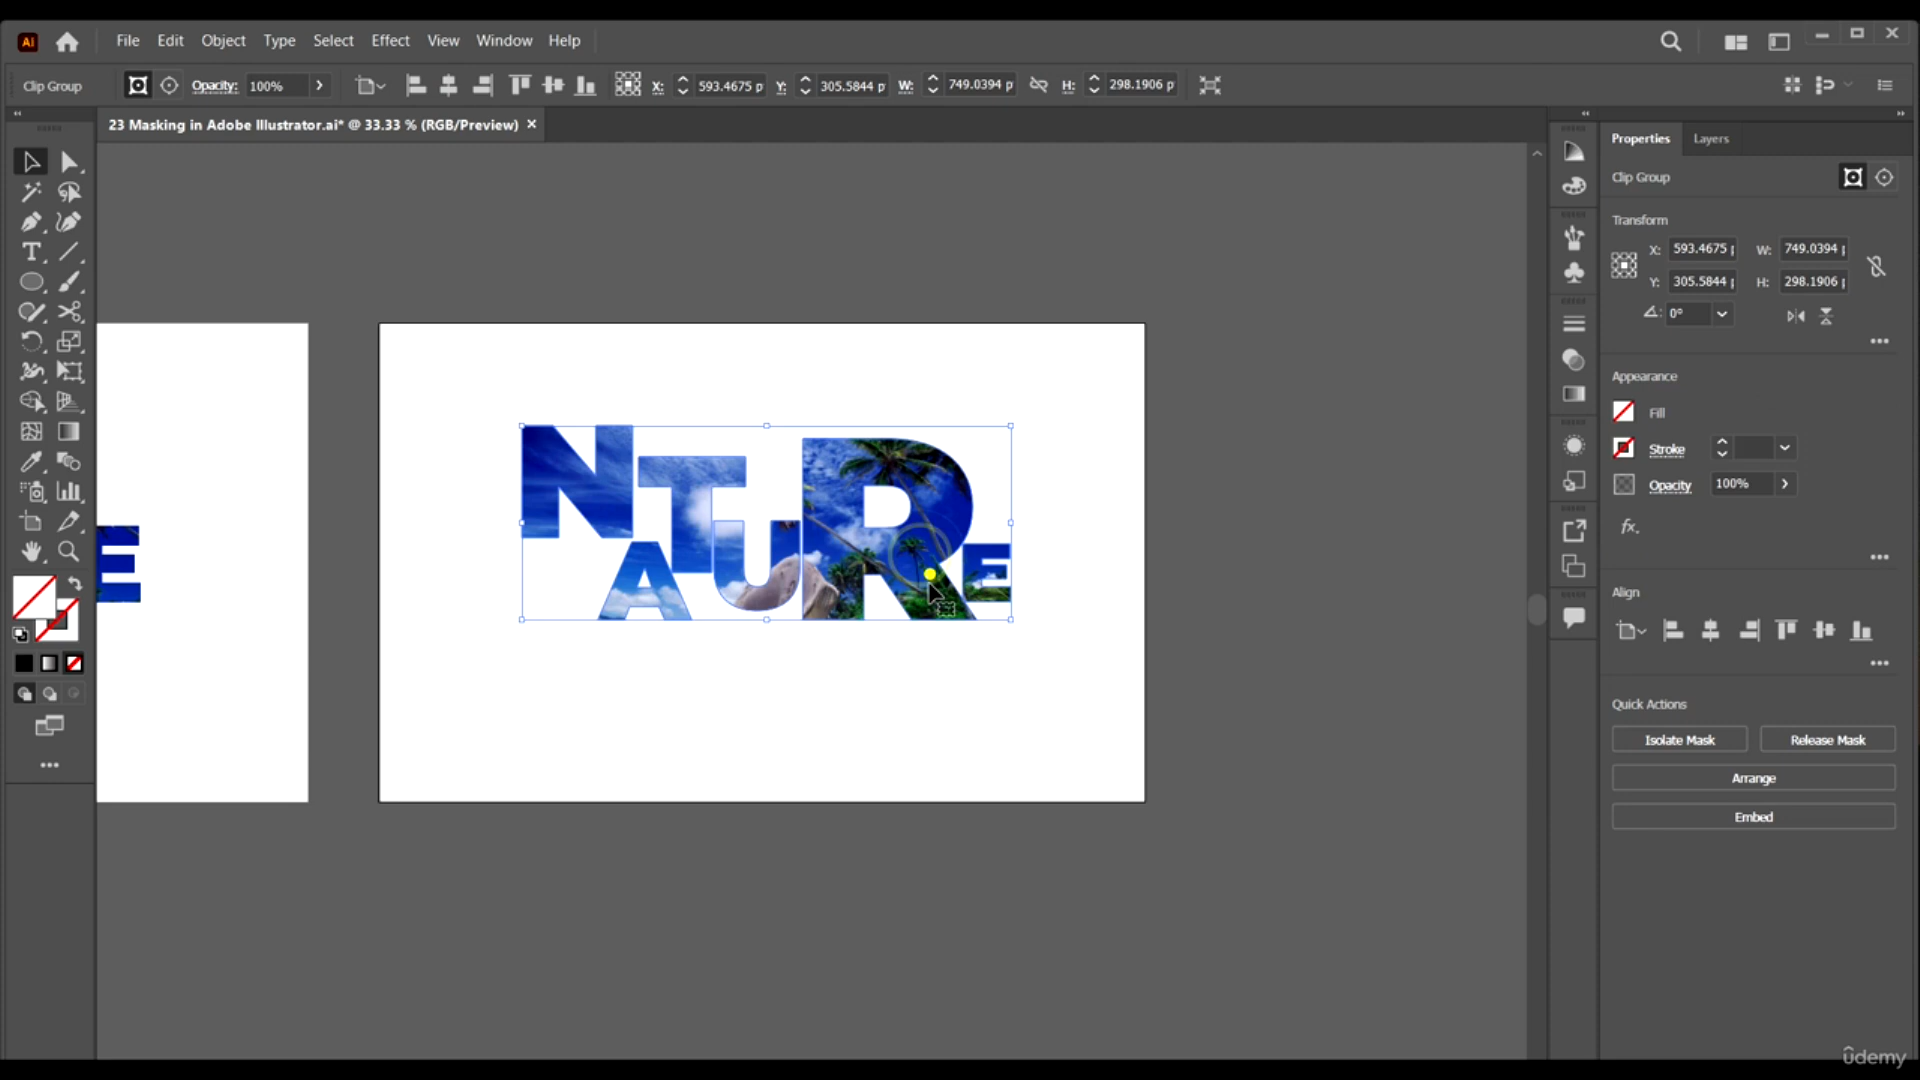 Ai File Edit Object Type Select Effect View Window Help
Clip Group Opacity: 100% X: 593.4675 p Y: 305.5844 p W: 749.0394 p H: 298.1906 p
23 Masking in Adobe Illustrator.ai* @ 33.33 % (RGB/Preview) ×
Properties Layers
Clip Group
Transform
X: 593.4675 W: 749.0394
Y: 305.5844 H: 298.1906
0°
Appearance
Fill
Stroke
Opacity 100%
fx.
Align
Quick Actions
Isolate Mask Release Mask
Arrange
Embed
E
NATURE
udemy